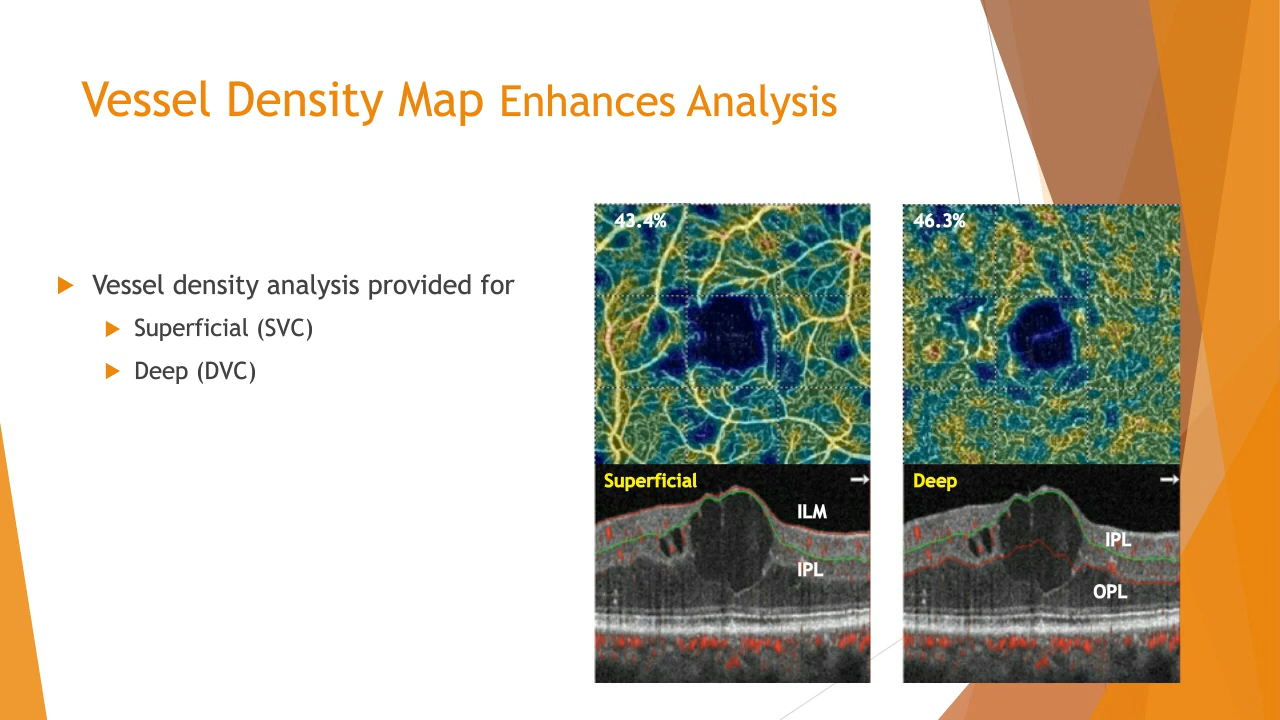 Vessel Density Map Enhances Analysis
Vessel density analysis provided for
Superficial (SVC)
Deep (DVC)
43.4%
Superficial
ILM
IPL
46.3%
Deep
IPL
OPL